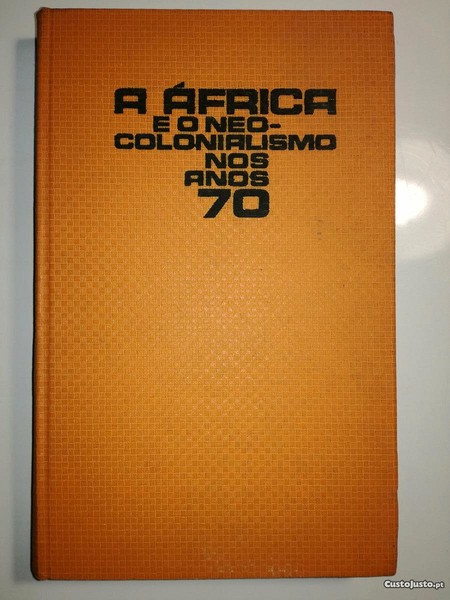 A ÁFRICA
E O NEO-
COLONIALISMO
NOS
ANOS
70
CustoJusto.pt